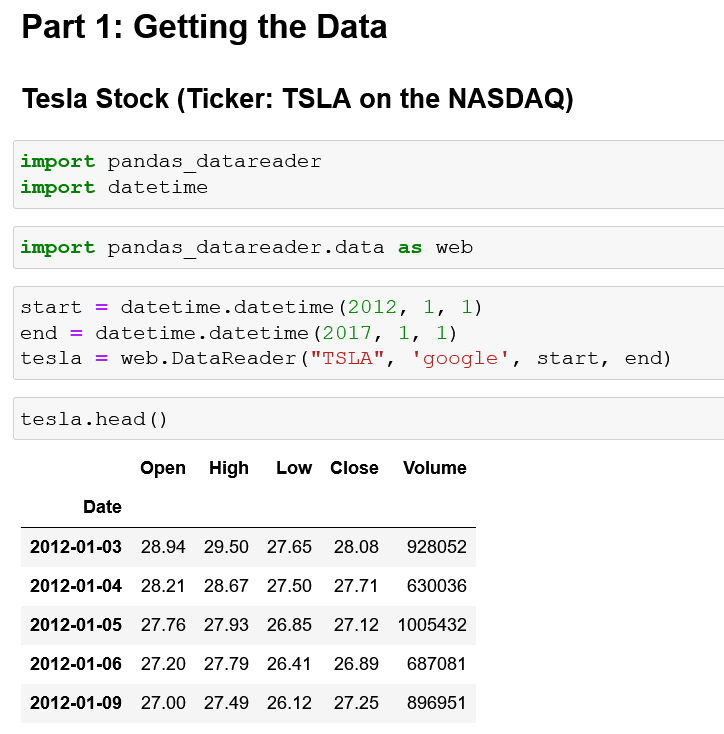 Part 1: Getting the Data
Tesla Stock (Ticker: TSLA on the NASDAQ)
import pandas_datareader
import datetime
import pandas_datareader.data as web
start = datetime.datetime(2012, 1, 1)
end = datetime.datetime(2017, 1, 1)
tesla = web.DataReader("TSLA", 'google', start, end)
tesla.head()
Open High Low Close Volume
Date
2012-01-03 28.94 29.50 27.65 28.08 928052
2012-01-04 28.21 28.67 27.50 27.71 630036
2012-01-05 27.76 27.93 26.85 27.12 1005432
2012-01-06 27.20 27.79 26.41 26.89 687081
2012-01-09 27.00 27.49 26.12 27.25 896951